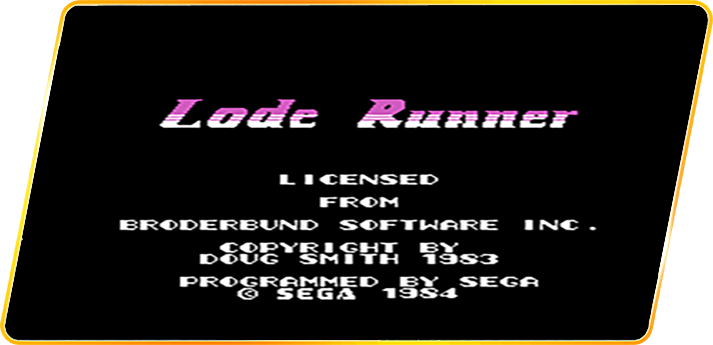 Lode Runner
LICENSED
FROM
BRODERBUND SOFTWARE INC.
COPYRIGHT BY
DOUG SMITH 1983
PROGRAMMED BY SEGA
© SEGA 1984